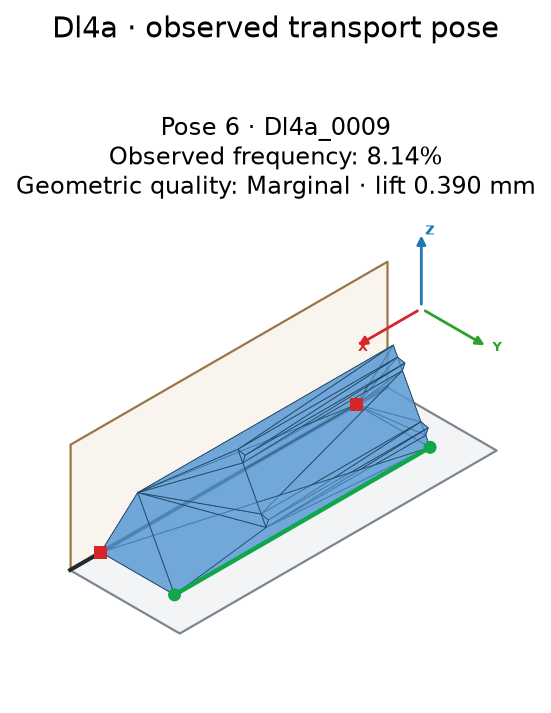 Dl4a · observed transport pose
Pose 6 · Dl4a_0009
Observed frequency: 8.14%
Geometric quality: Marginal · lift 0.390 mm
Z
X
Y